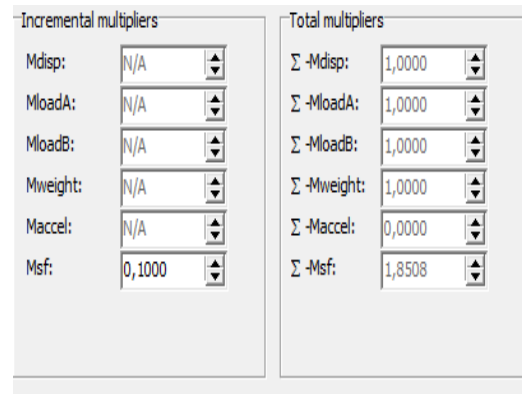 Incremental multipliers
Mdisp: N/A
MloadA: N/A
MloadB: N/A
Mweight: N/A
Maccel: N/A
Msf: 0,1000
Total multipliers
Σ -Mdisp: 1,0000
Σ -MloadA: 1,0000
Σ -MloadB: 1,0000
Σ -Mweight: 1,0000
Σ -Maccel: 0,0000
Σ -Msf: 1,8508